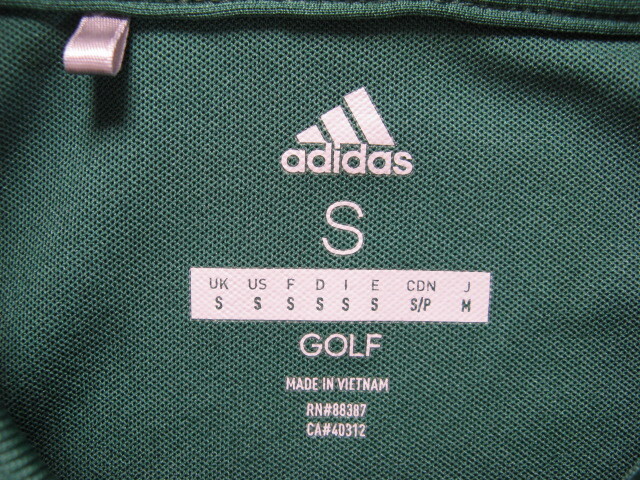 adidas
S
UK US F D I E CDN J
S S S S S S S/P M
GOLF
MADE IN VIETNAM
RN#88387
CA#40312